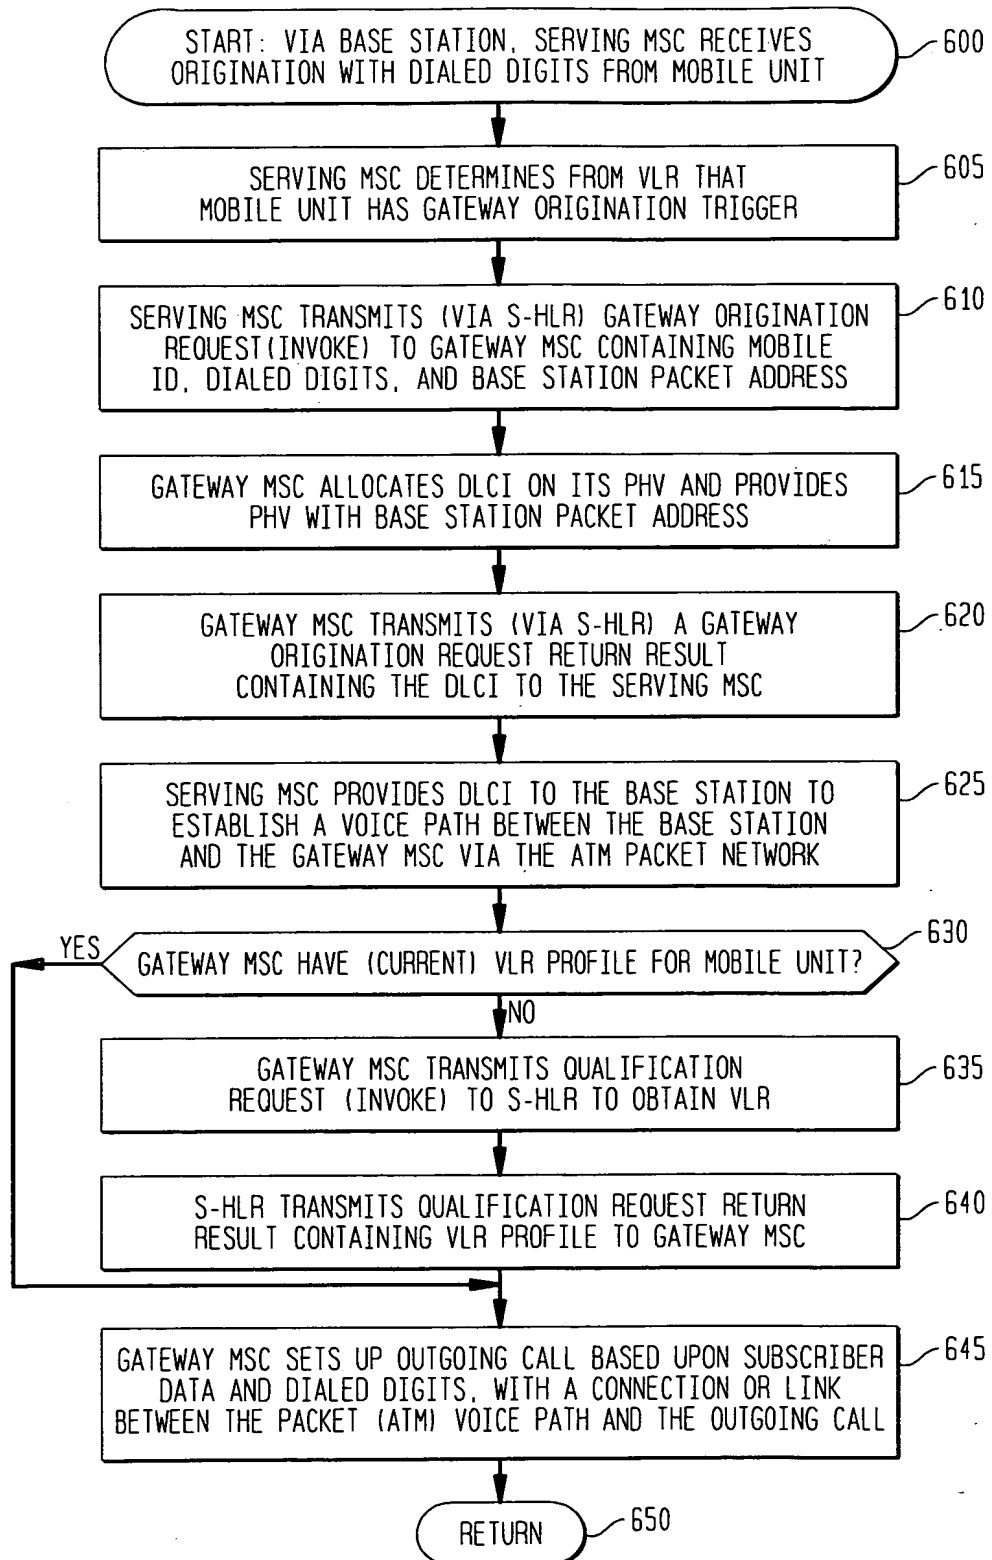 START: VIA BASE STATION, SERVING MSC RECEIVES
ORIGINATION WITH DIALED DIGITS FROM MOBILE UNIT
600
SERVING MSC DETERMINES FROM VLR THAT
MOBILE UNIT HAS GATEWAY ORIGINATION TRIGGER
605
SERVING MSC TRANSMITS (VIA S-HLR) GATEWAY ORIGINATION
REQUEST(INVOKE) TO GATEWAY MSC CONTAINING MOBILE
ID, DIALED DIGITS, AND BASE STATION PACKET ADDRESS
610
GATEWAY MSC ALLOCATES DLCI ON ITS PHV AND PROVIDES
PHV WITH BASE STATION PACKET ADDRESS
615
GATEWAY MSC TRANSMITS (VIA S-HLR) A GATEWAY
ORIGINATION REQUEST RETURN RESULT
CONTAINING THE DLCI TO THE SERVING MSC
620
SERVING MSC PROVIDES DLCI TO THE BASE STATION TO
ESTABLISH A VOICE PATH BETWEEN THE BASE STATION
AND THE GATEWAY MSC VIA THE ATM PACKET NETWORK
625
YES
GATEWAY MSC HAVE (CURRENT) VLR PROFILE FOR MOBILE UNIT?
630
NO
GATEWAY MSC TRANSMITS QUALIFICATION
REQUEST (INVOKE) TO S-HLR TO OBTAIN VLR
635
S-HLR TRANSMITS QUALIFICATION REQUEST RETURN
RESULT CONTAINING VLR PROFILE TO GATEWAY MSC
640
GATEWAY MSC SETS UP OUTGOING CALL BASED UPON SUBSCRIBER
DATA AND DIALED DIGITS, WITH A CONNECTION OR LINK
BETWEEN THE PACKET (ATM) VOICE PATH AND THE OUTGOING CALL
645
RETURN
650